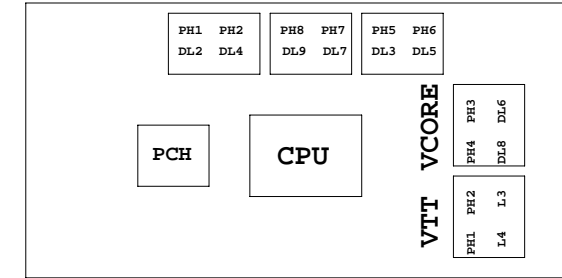 PH1 PH2
DL2 DL4
PH8 PH7
DL9 DL7
PH5 PH6
DL3 DL5
VCORE
PH3 DL6
PH4 DL8
PCH
CPU
VTT
PH2 L3
PH1 L4